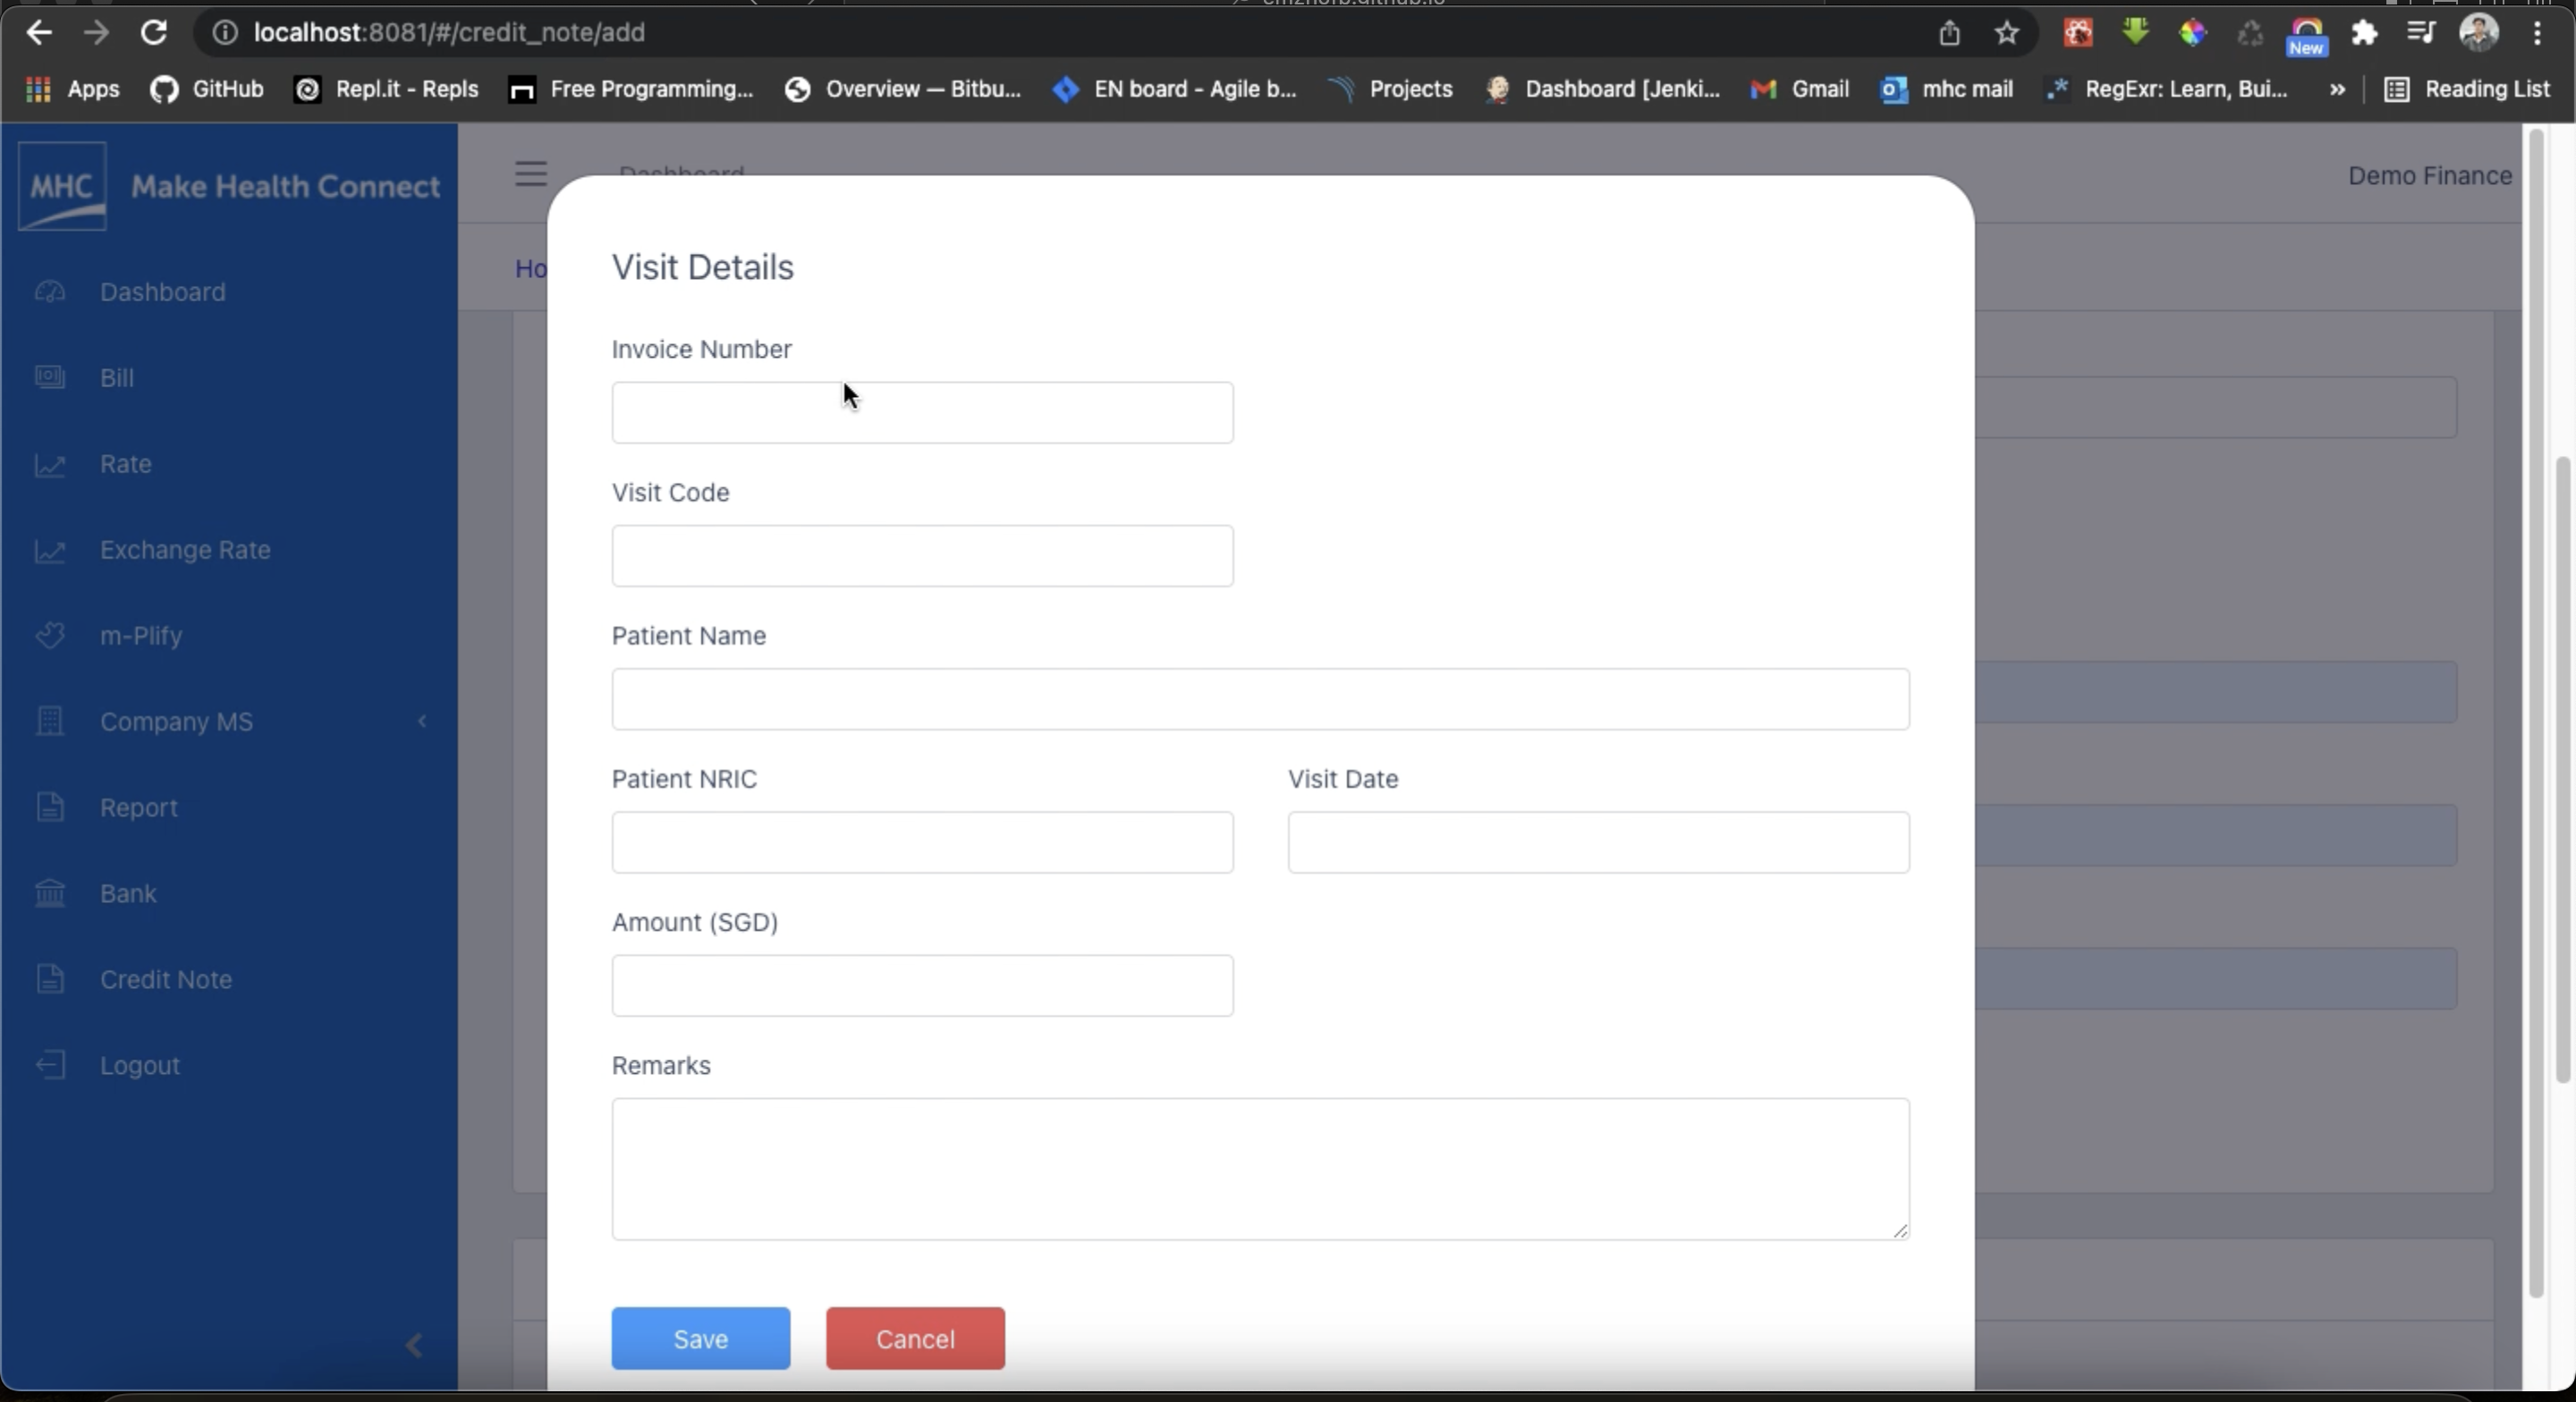 localhost:8081/#/credit_note/add
New
Apps GitHub Repl.it - Repls Free Programming... Overview — Bitbu... EN board - Agile b... Projects Dashboard [Jenki... Gmail mhc mail RegExr: Learn, Bui... » Reading List
MHC Make Health Connect
Dashboard
Demo Finance
Ho
Dashboard
Bill
Rate
Exchange Rate
m-Plify
Company MS
Report
Bank
Credit Note
Logout
Visit Details
Invoice Number
Visit Code
Patient Name
Patient NRIC
Visit Date
Amount (SGD)
Remarks
Save
Cancel